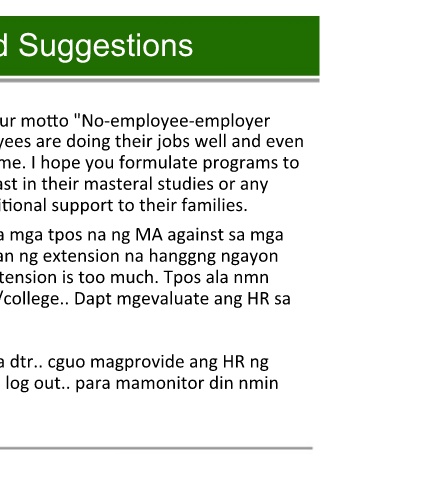 d Suggestions
ur motto "No-employee-employer
yees are doing their jobs well and even
me. I hope you formulate programs to
ast in their masteral studies or any
itional support to their families.
a mga tpos na ng MA against sa mga
an ng extension na hanggng ngayon
tension is too much. Tpos ala nmn
/college.. Dapt mgevaluate ang HR sa
a dtr.. cguo magprovide ang HR ng
log out.. para mamonitor din nmin